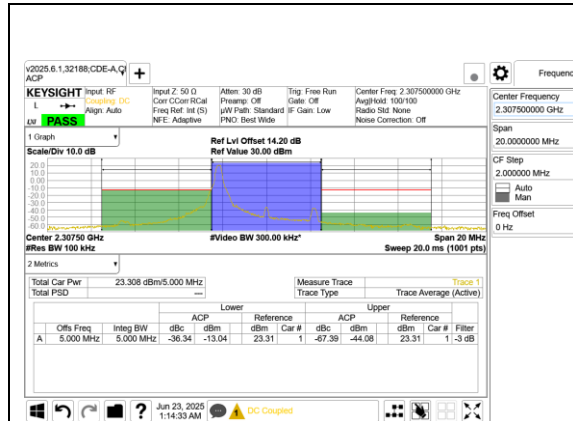 v2025.6.1,32188;CDE-A,C
ACP
Frequenc
KEYSIGHT
L
LNI PASS
Input: RF
Coupling: DC
Align: Auto
Input Z: 50 Ω
Corr CCorr RCal
Freq Ref: Int (S)
NFE: Adaptive
Atten: 30 dB
Preamp: Off
µW Path: Standard
PNO: Best Wide
Trig: Free Run
Gate: Off
IF Gain: Low
Center Freq: 2.307500000 GHz
Avg|Hold: 100/100
Radio Std: None
Noise Correction: Off
Center Frequency
2.307500000 GHz
Span
20.0000000 MHz
CF Step
2.000000 MHz
Auto
Man
Freq Offset
0 Hz
1 Graph
Scale/Div 10.0 dB
Ref Lvl Offset 14.20 dB
Ref Value 30.00 dBm
20.0
10.0
0.00
-10.0
-20.0
-30.0
-40.0
-50.0
-60.0
Center 2.30750 GHz
#Video BW 300.00 kHz*
Span 20 MHz
#Res BW 100 kHz
Sweep 20.0 ms (1001 pts)
2 Metrics
Total Car Pwr 23.308 dBm/5.000 MHz
Measure Trace Trace 1
Total PSD ---
Trace Type Trace Average (Active)
Lower Upper
ACP Reference ACP Reference
Offs Freq Integ BW dBc dBm dBm Car # dBc dBm dBm Car # Filter
A 5.000 MHz 5.000 MHz -36.34 -13.04 23.31 1 -67.39 -44.08 23.31 1 -3 dB
?
Jun 23, 2025
1:14:33 AM
DC Coupled